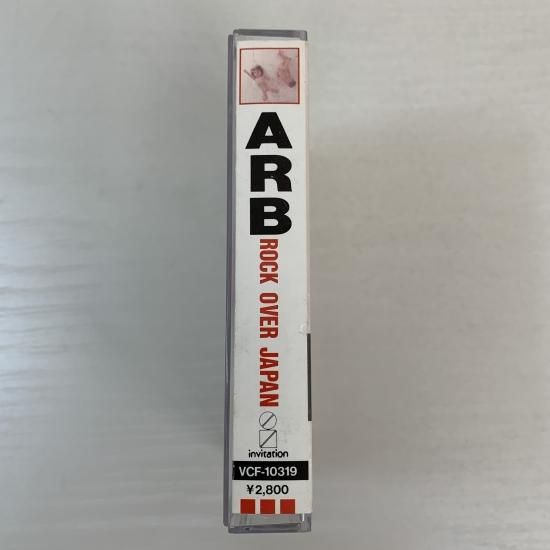 ARB
ROCK OVER JAPAN
invitation
VCF-10319
¥2,800